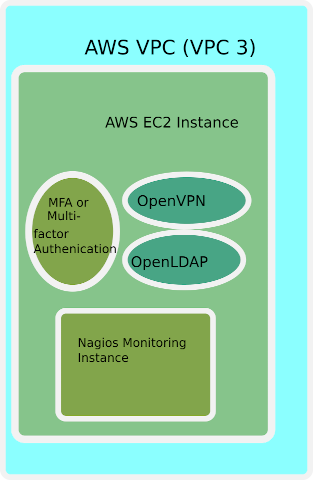 AWS VPC (VPC 3)
AWS EC2 Instance
MFA or
Multi-
factor
Authenication
OpenVPN
OpenLDAP
Nagios Monitoring
Instance